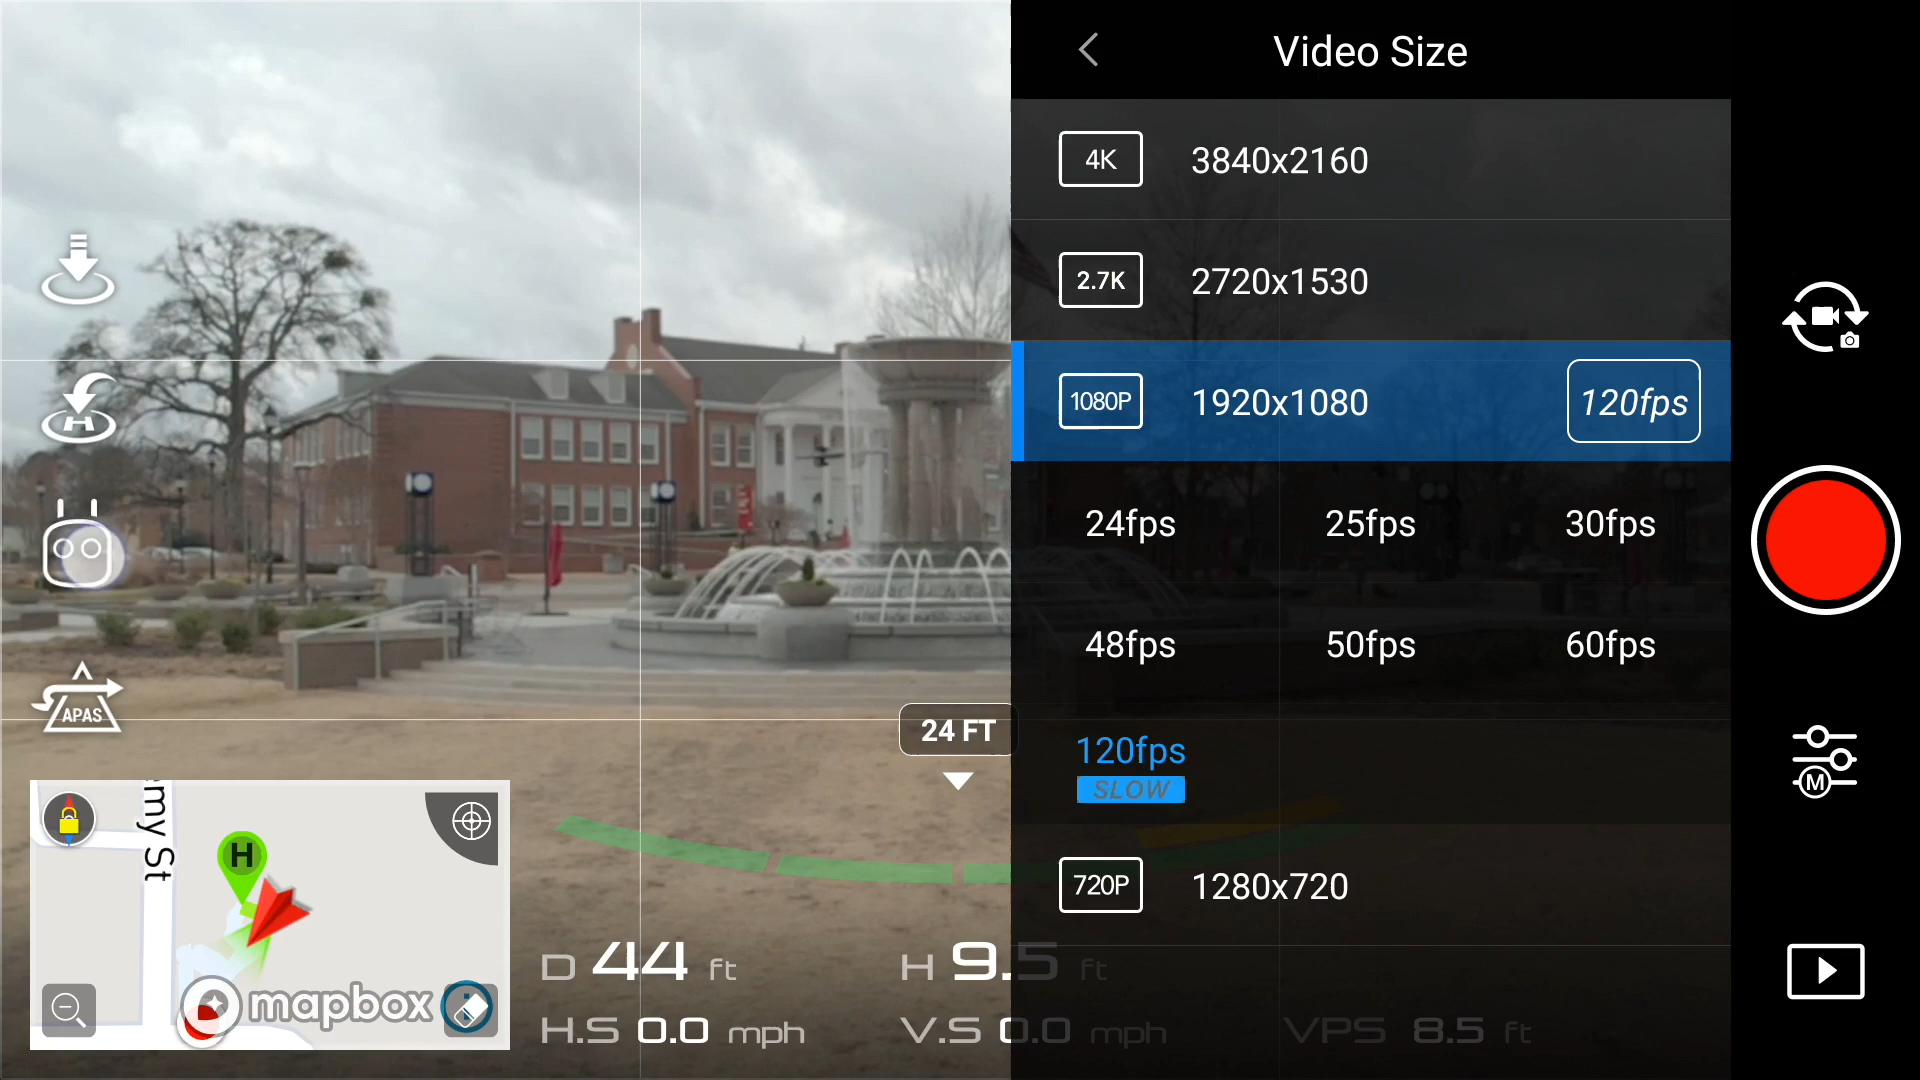 Video Size
4K 3840x2160
2.7K 2720x1530
1080P 1920x1080 120fps
24fps 25fps 30fps
48fps 50fps 60fps
120fps
SLOW
720P 1280x720
M
H
APAS
24 FT
my St
H
mapbox
D 44 ft H 9.5 ft
H.S 0.0 mph V.S 0.0 mph VPS 8.5 ft